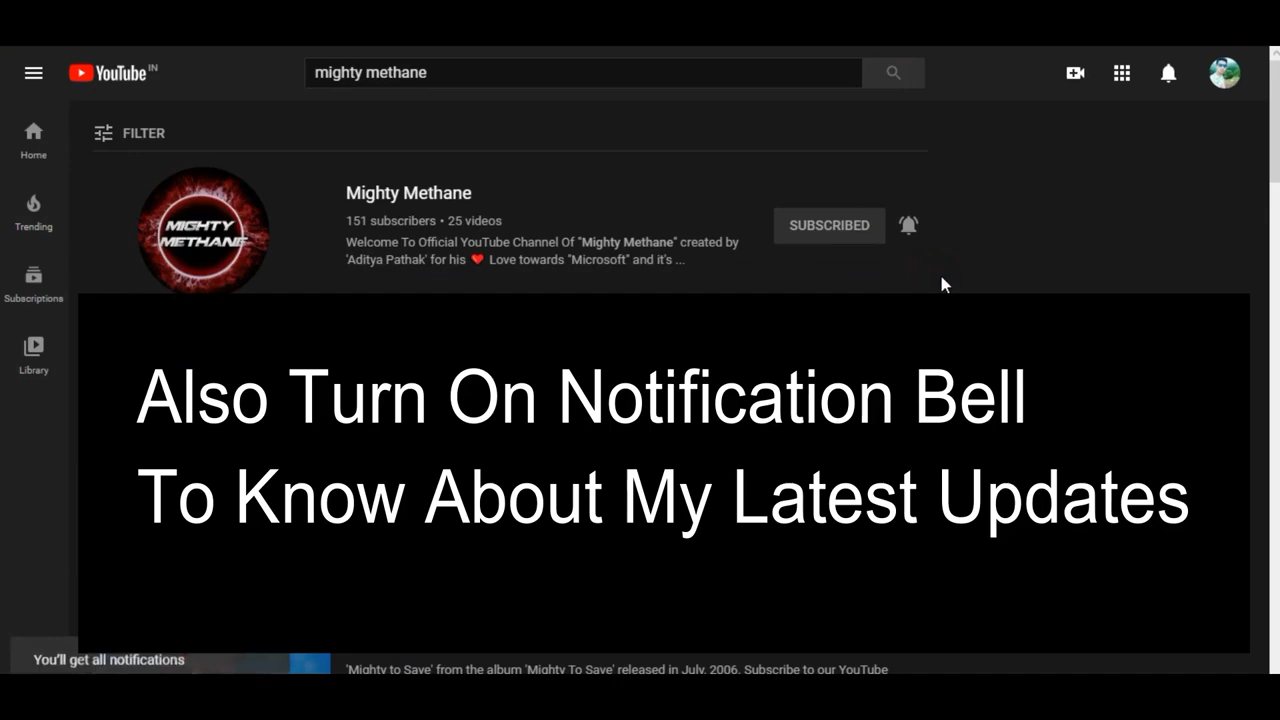 YouTube IN
mighty methane
FILTER
Home
Trending
Subscriptions
Library
MIGHTY
METHANE
Mighty Methane
151 subscribers • 25 videos
Welcome To Official YouTube Channel Of "Mighty Methane" created by
'Aditya Pathak' for his ❤ Love towards "Microsoft" and it's ...
SUBSCRIBED
Also Turn On Notification Bell
To Know About My Latest Updates
You'll get all notifications
'Mighty to Save' from the album 'Mighty To Save' released in July, 2006. Subscribe to our YouTube